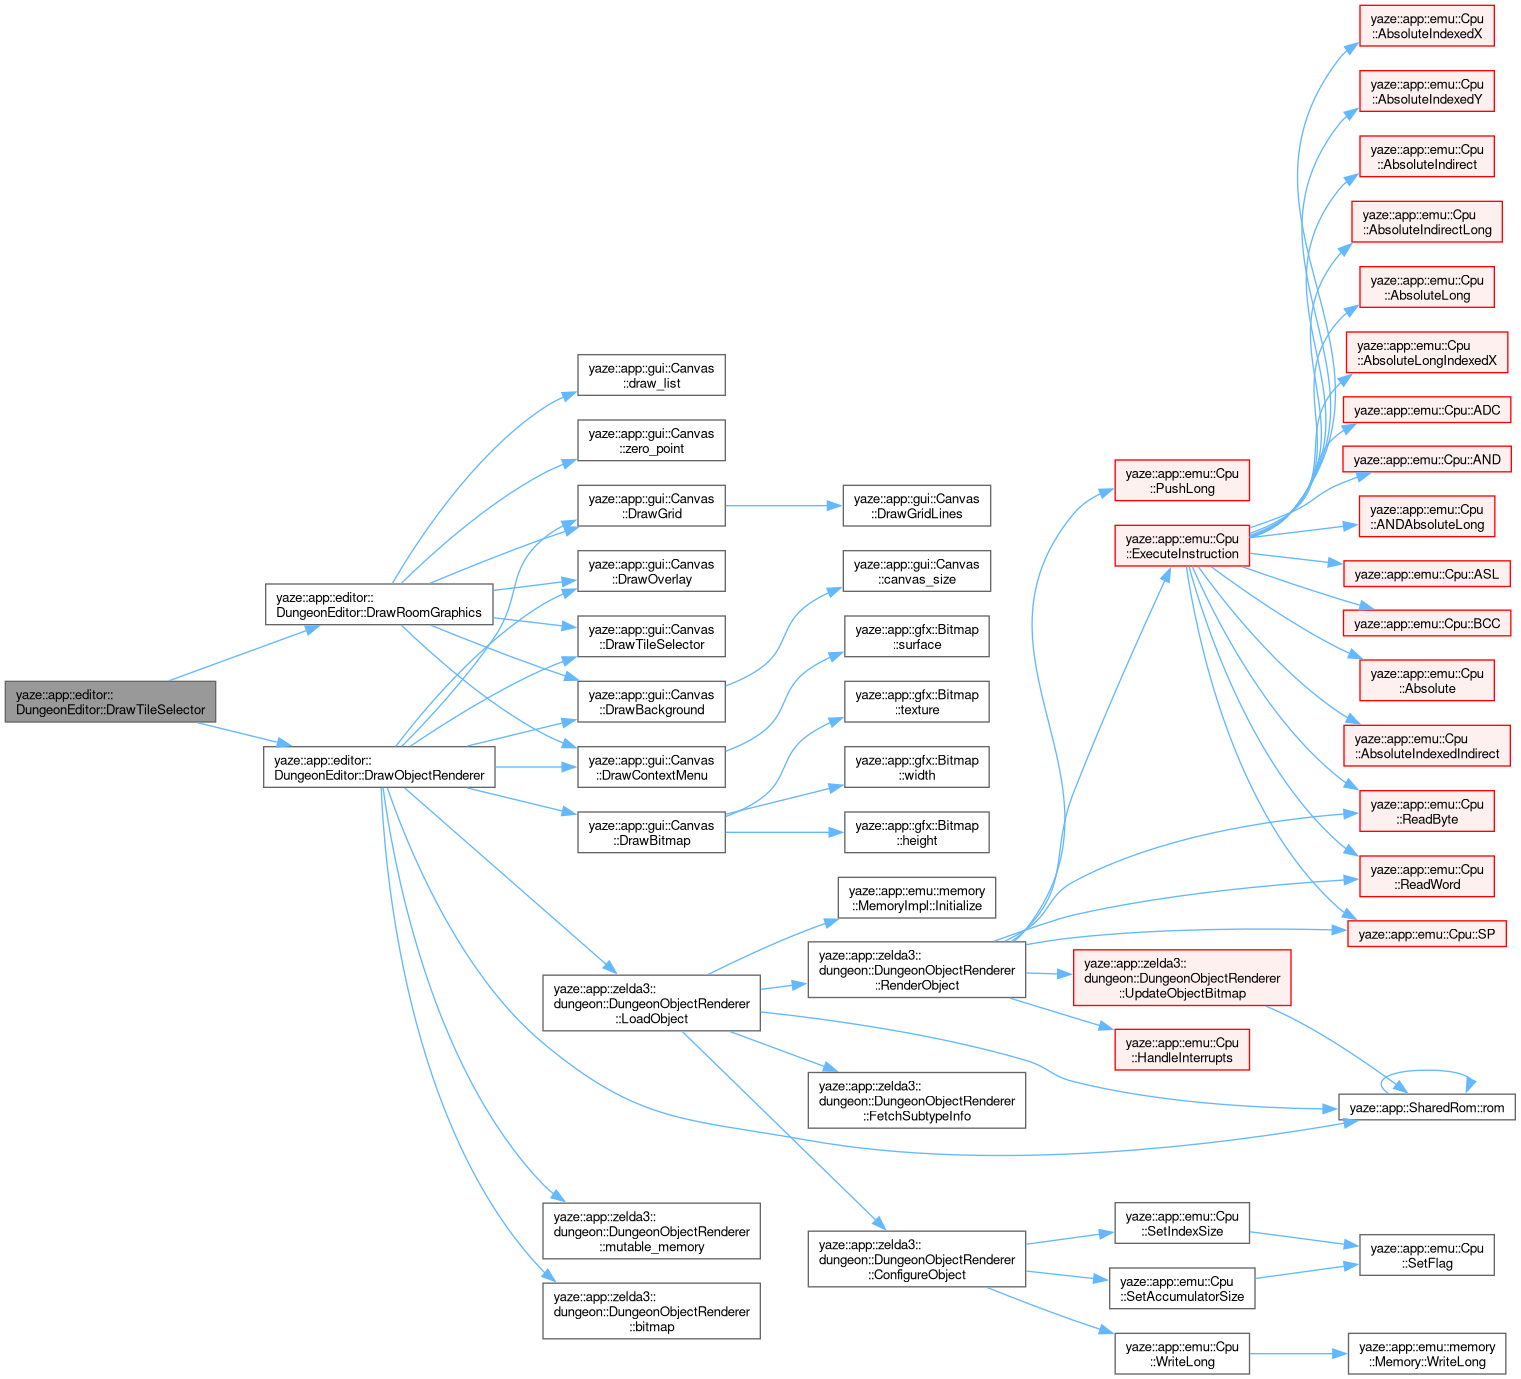 yaze::app::editor::
DungeonEditor::DrawTileSelector
yaze::app::editor::
DungeonEditor::DrawRoomGraphics
yaze::app::editor::
DungeonEditor::DrawObjectRenderer
yaze::app::gui::Canvas
::draw_list
yaze::app::gui::Canvas
::zero_point
yaze::app::gui::Canvas
::DrawGrid
yaze::app::gui::Canvas
::DrawOverlay
yaze::app::gui::Canvas
::DrawTileSelector
yaze::app::gui::Canvas
::DrawBackground
yaze::app::gui::Canvas
::DrawContextMenu
yaze::app::gui::Canvas
::DrawBitmap
yaze::app::zelda3::
dungeon::DungeonObjectRenderer
::LoadObject
yaze::app::zelda3::
dungeon::DungeonObjectRenderer
::mutable_memory
yaze::app::zelda3::
dungeon::DungeonObjectRenderer
::bitmap
yaze::app::gui::Canvas
::DrawGridLines
yaze::app::gui::Canvas
::canvas_size
yaze::app::gfx::Bitmap
::surface
yaze::app::gfx::Bitmap
::texture
yaze::app::gfx::Bitmap
::width
yaze::app::gfx::Bitmap
::height
yaze::app::emu::memory
::MemoryImpl::Initialize
yaze::app::zelda3::
dungeon::DungeonObjectRenderer
::RenderObject
yaze::app::zelda3::
dungeon::DungeonObjectRenderer
::FetchSubtypeInfo
yaze::app::zelda3::
dungeon::DungeonObjectRenderer
::ConfigureObject
yaze::app::emu::Cpu
::PushLong
yaze::app::emu::Cpu
::ExecuteInstruction
yaze::app::zelda3::
dungeon::DungeonObjectRenderer
::UpdateObjectBitmap
yaze::app::emu::Cpu
::HandleInterrupts
yaze::app::emu::Cpu
::SetIndexSize
yaze::app::emu::Cpu
::SetAccumulatorSize
yaze::app::emu::Cpu
::WriteLong
yaze::app::emu::Cpu
::AbsoluteIndexedX
yaze::app::emu::Cpu
::AbsoluteIndexedY
yaze::app::emu::Cpu
::AbsoluteIndirect
yaze::app::emu::Cpu
::AbsoluteIndirectLong
yaze::app::emu::Cpu
::AbsoluteLong
yaze::app::emu::Cpu
::AbsoluteLongIndexedX
yaze::app::emu::Cpu::ADC
yaze::app::emu::Cpu::AND
yaze::app::emu::Cpu
::ANDAbsoluteLong
yaze::app::emu::Cpu::ASL
yaze::app::emu::Cpu::BCC
yaze::app::emu::Cpu
::Absolute
yaze::app::emu::Cpu
::AbsoluteIndexedIndirect
yaze::app::emu::Cpu
::ReadByte
yaze::app::emu::Cpu
::ReadWord
yaze::app::emu::Cpu::SP
yaze::app::SharedRom::rom
yaze::app::emu::Cpu
::SetFlag
yaze::app::emu::memory
::Memory::WriteLong